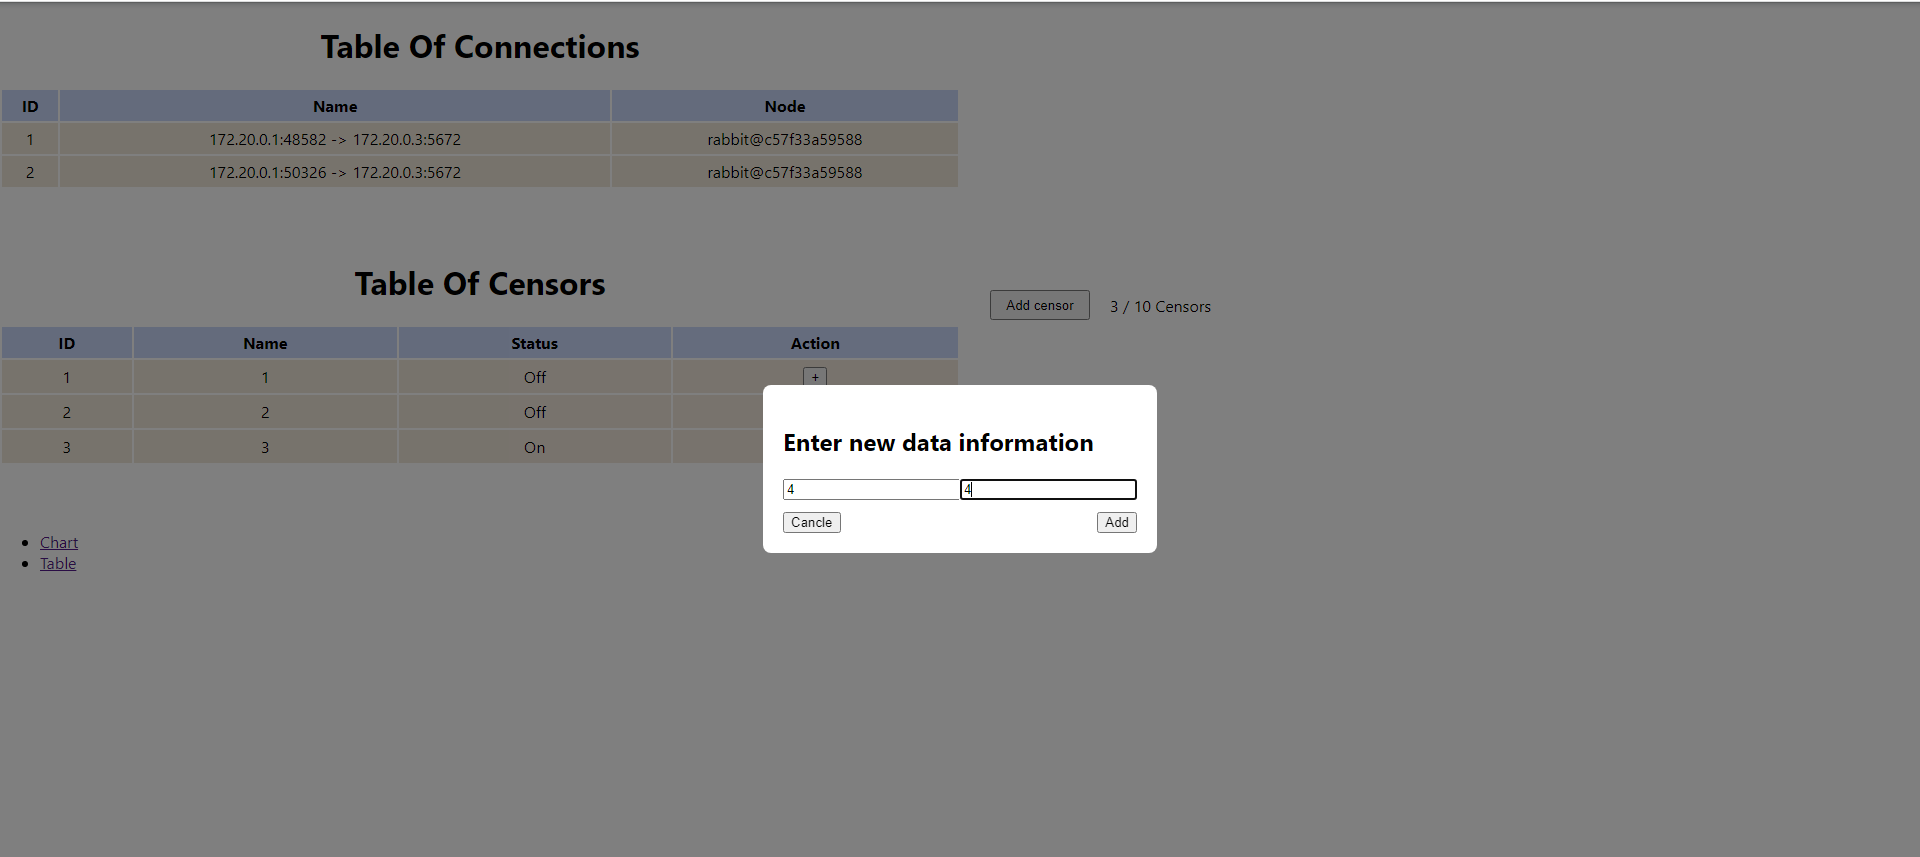 Table Of Connections
ID Name Node
1 172.20.0.1:48582 -> 172.20.0.3:5672 rabbit@c57f33a59588
2 172.20.0.1:50326 -> 172.20.0.3:5672 rabbit@c57f33a59588
Table Of Censors
Add censor 3 / 10 Censors
ID Name Status Action
1 1 Off +
2 2 Off
3 3 On
Enter new data information
4 4
Cancle Add
Chart
Table